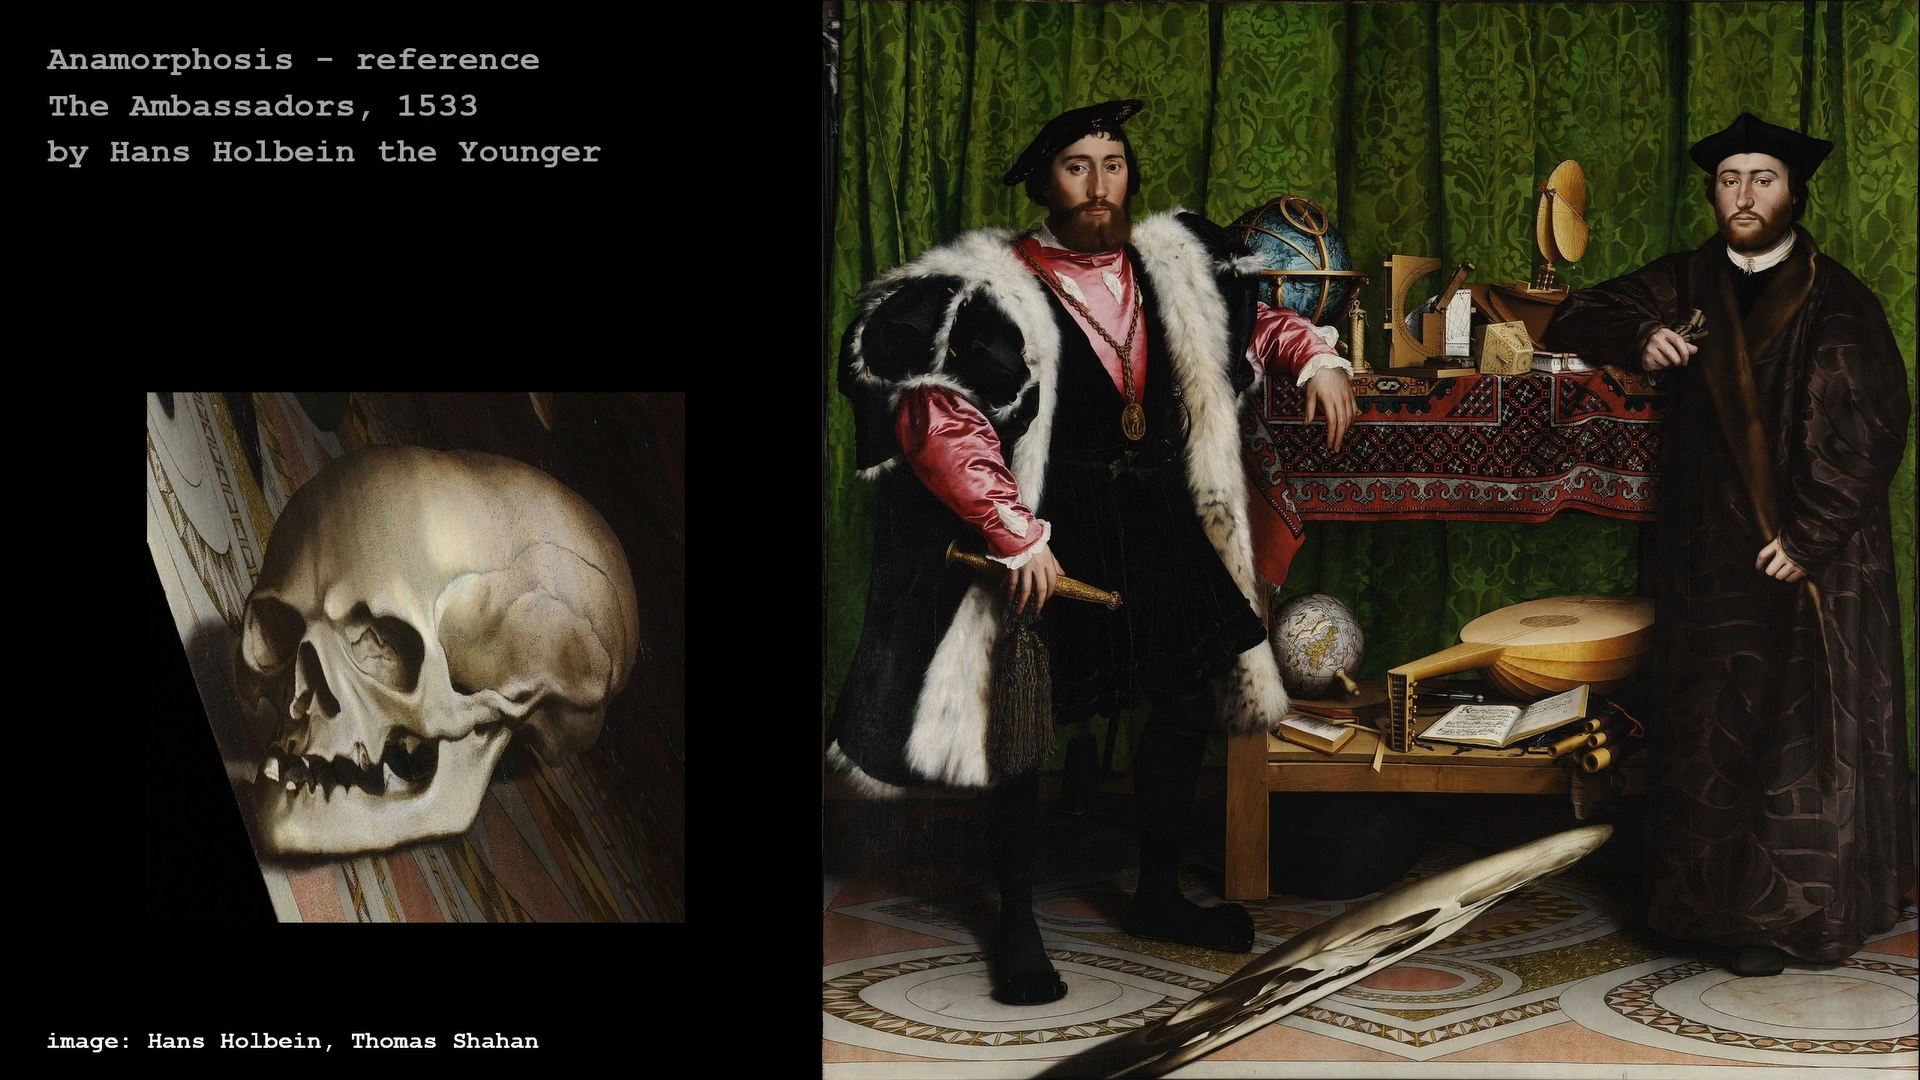 Anamorphosis - reference
The Ambassadors, 1533
by Hans Holbein the Younger
image: Hans Holbein, Thomas Shahan